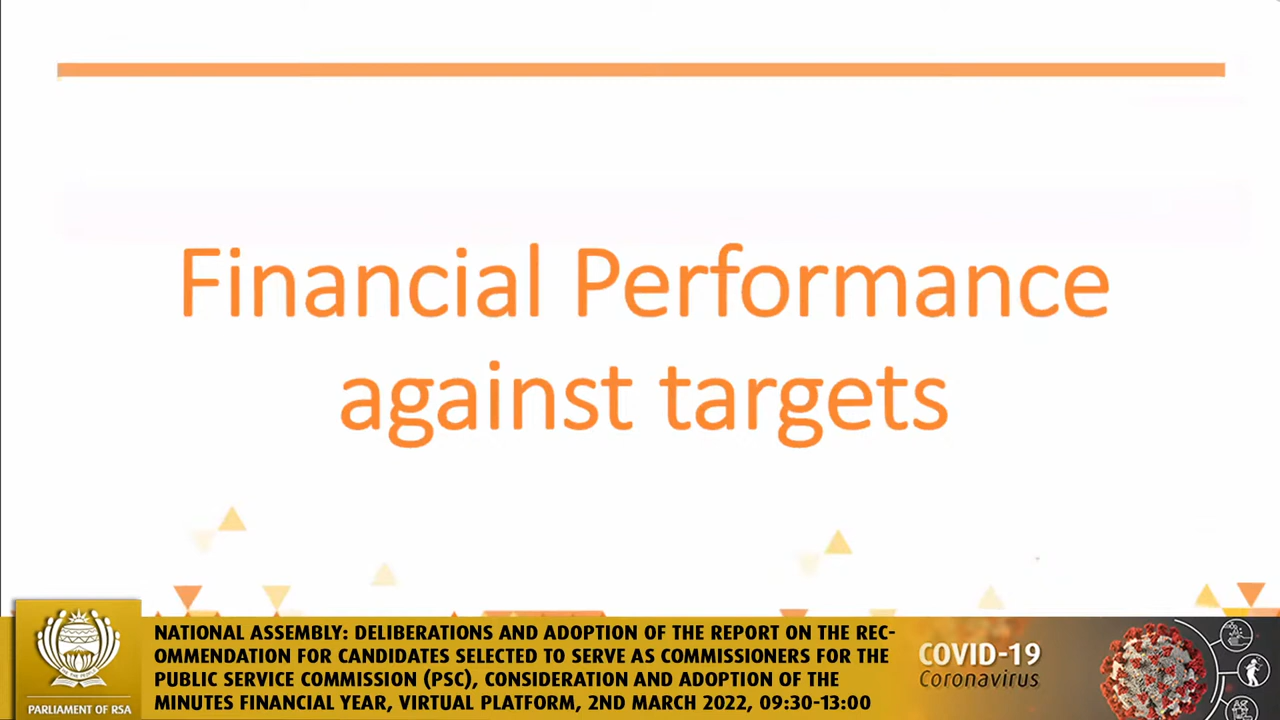 Financial Performance
against targets
NATIONAL ASSEMBLY: DELIBERATIONS AND ADOPTION OF THE REPORT ON THE REC-
OMMENDATION FOR CANDIDATES SELECTED TO SERVE AS COMMISSIONERS FOR THE
PUBLIC SERVICE COMMISSION (PSC), CONSIDERATION AND ADOPTION OF THE
MINUTES FINANCIAL YEAR, VIRTUAL PLATFORM, 2ND MARCH 2022, 09:30-13:00
PARLIAMENT OF RSA
COVID-19
Coronavirus